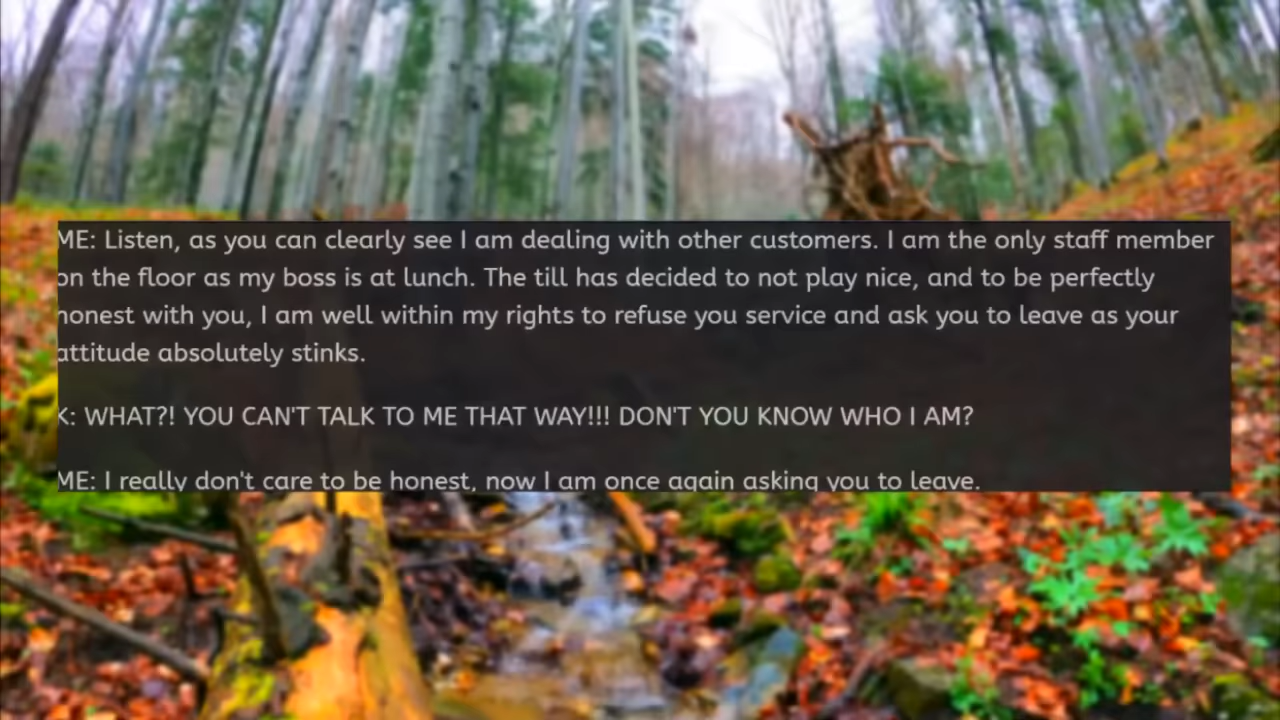 ME: Listen, as you can clearly see I am dealing with other customers. I am the only staff member
on the floor as my boss is at lunch. The till has decided to not play nice, and to be perfectly
honest with you, I am well within my rights to refuse you service and ask you to leave as your
attitude absolutely stinks.
K: WHAT?! YOU CAN'T TALK TO ME THAT WAY!!! DON'T YOU KNOW WHO I AM?
ME: I really don't care to be honest, now I am once again asking you to leave.